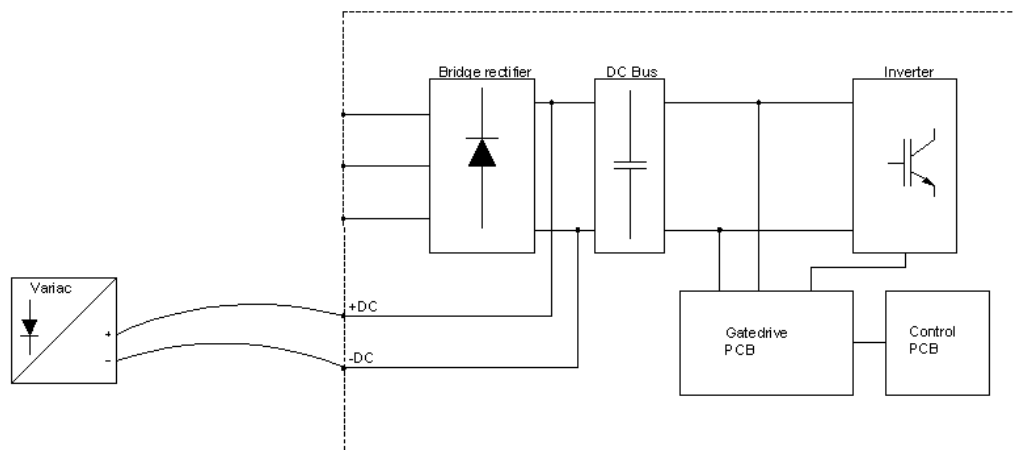 Bridge rectifier
DC Bus
Inverter
Variac
+
-
+DC
-DC
Gatedrive
PCB
Control
PCB